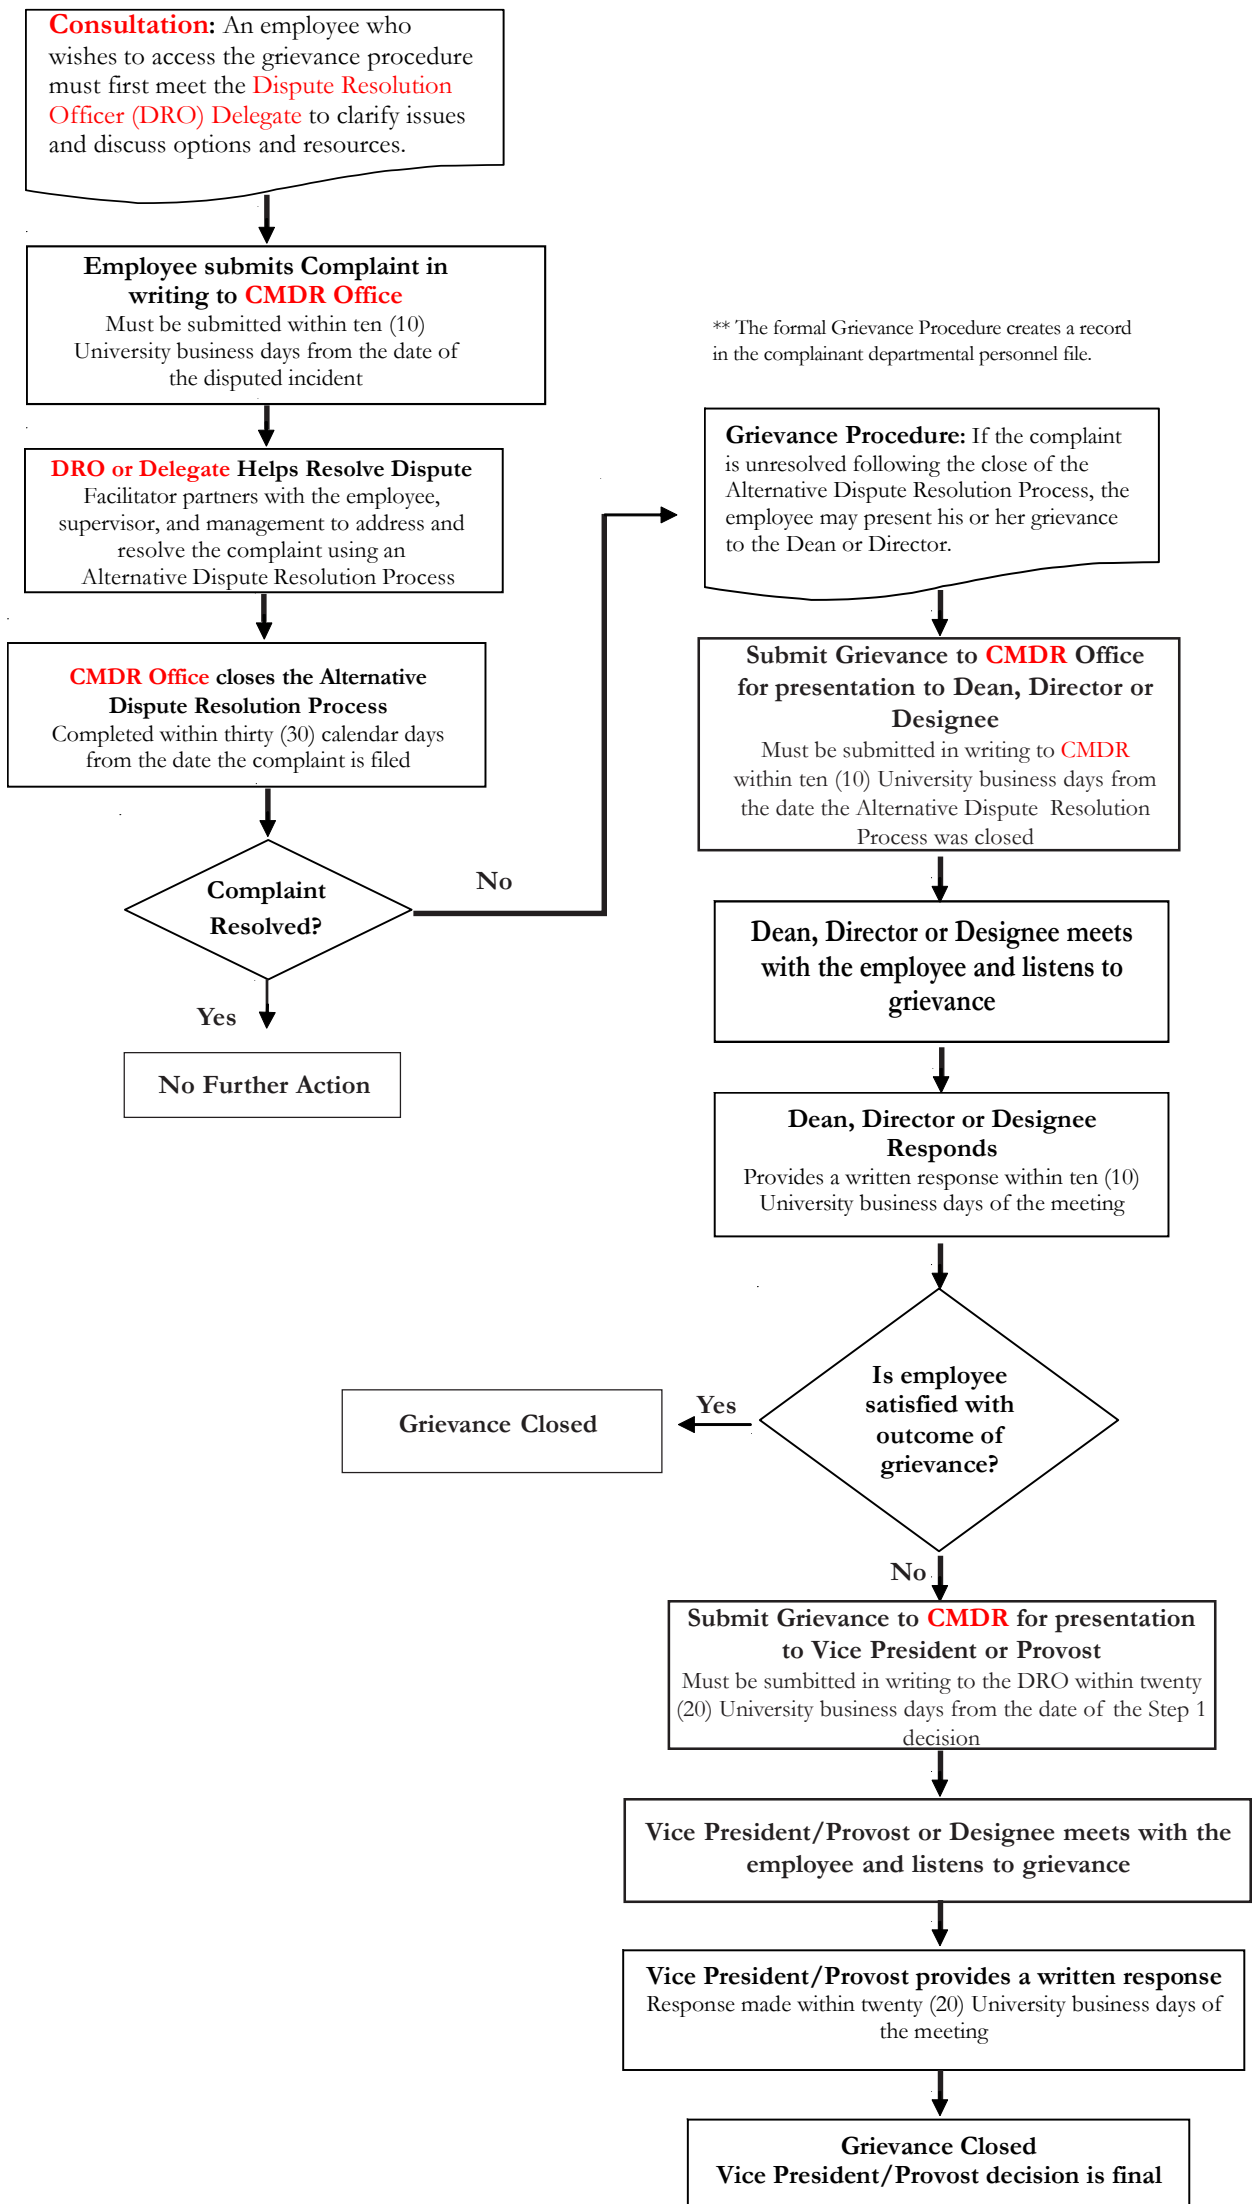 Consultation: An employee who
wishes to access the grievance procedure
must first meet the Dispute Resolution
Officer (DRO) Delegate to clarify issues
and discuss options and resources.
Employee submits Complaint in
writing to CMDR Office
Must be submitted within ten (10)
University business days from the date of
the disputed incident
DRO or Delegate Helps Resolve Dispute
Facilitator partners with the employee,
supervisor, and management to address and
resolve the complaint using an
Alternative Dispute Resolution Process
CMDR Office closes the Alternative
Dispute Resolution Process
Completed within thirty (30) calendar days
from the date the complaint is filed
Complaint
Resolved?
No
Yes
No Further Action
** The formal Grievance Procedure creates a record
in the complainant departmental personnel file.
Grievance Procedure: If the complaint
is unresolved following the close of the
Alternative Dispute Resolution Process, the
employee may present his or her grievance
to the Dean or Director.
Submit Grievance to CMDR Office
for presentation to Dean, Director or
Designee
Must be submitted in writing to CMDR
within ten (10) University business days from
the date the Alternative Dispute Resolution
Process was closed
Dean, Director or Designee meets
with the employee and listens to
grievance
Dean, Director or Designee
Responds
Provides a written response within ten (10)
University business days of the meeting
Is employee
satisfied with
outcome of
grievance?
Yes
Grievance Closed
No
Submit Grievance to CMDR for presentation
to Vice President or Provost
Must be sumbitted in writing to the DRO within twenty
(20) University business days from the date of the Step 1
decision
Vice President/Provost or Designee meets with the
employee and listens to grievance
Vice President/Provost provides a written response
Response made within twenty (20) University business days of
the meeting
Grievance Closed
Vice President/Provost decision is final